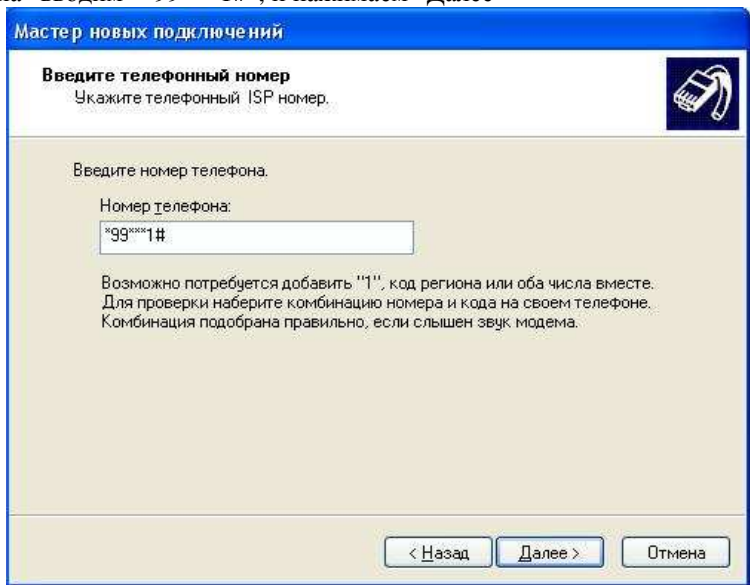 Мастер новых подключений
Введите телефонный номер
Укажите телефонный ISP номер.
Введите номер телефона.
Номер телефона:
*99***1#
Возможно потребуется добавить "1", код региона или оба числа вместе.
Для проверки наберите комбинацию номера и кода на своем телефоне.
Комбинация подобрана правильно, если слышен звук модема.
< Назад Далее > Отмена